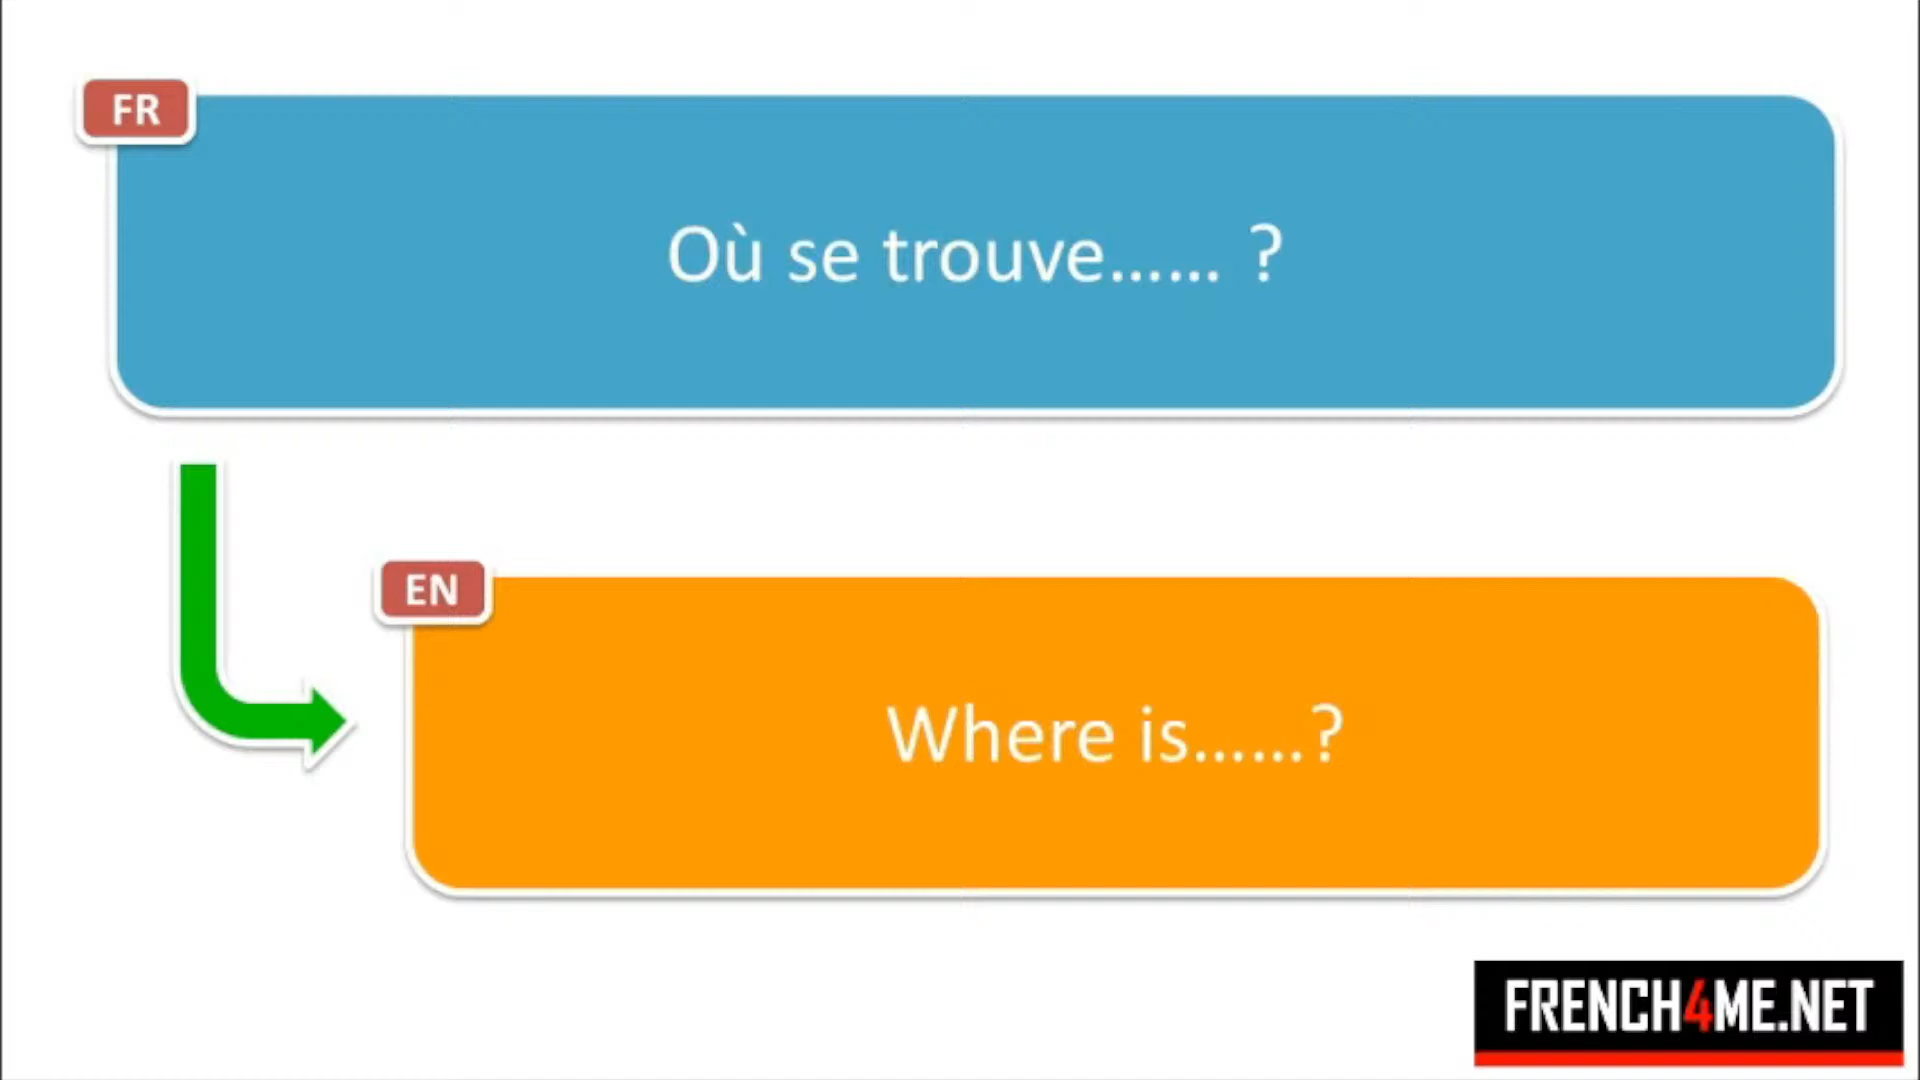 FR
Où se trouve...... ?
EN
Where is......?
FRENCH4ME.NET